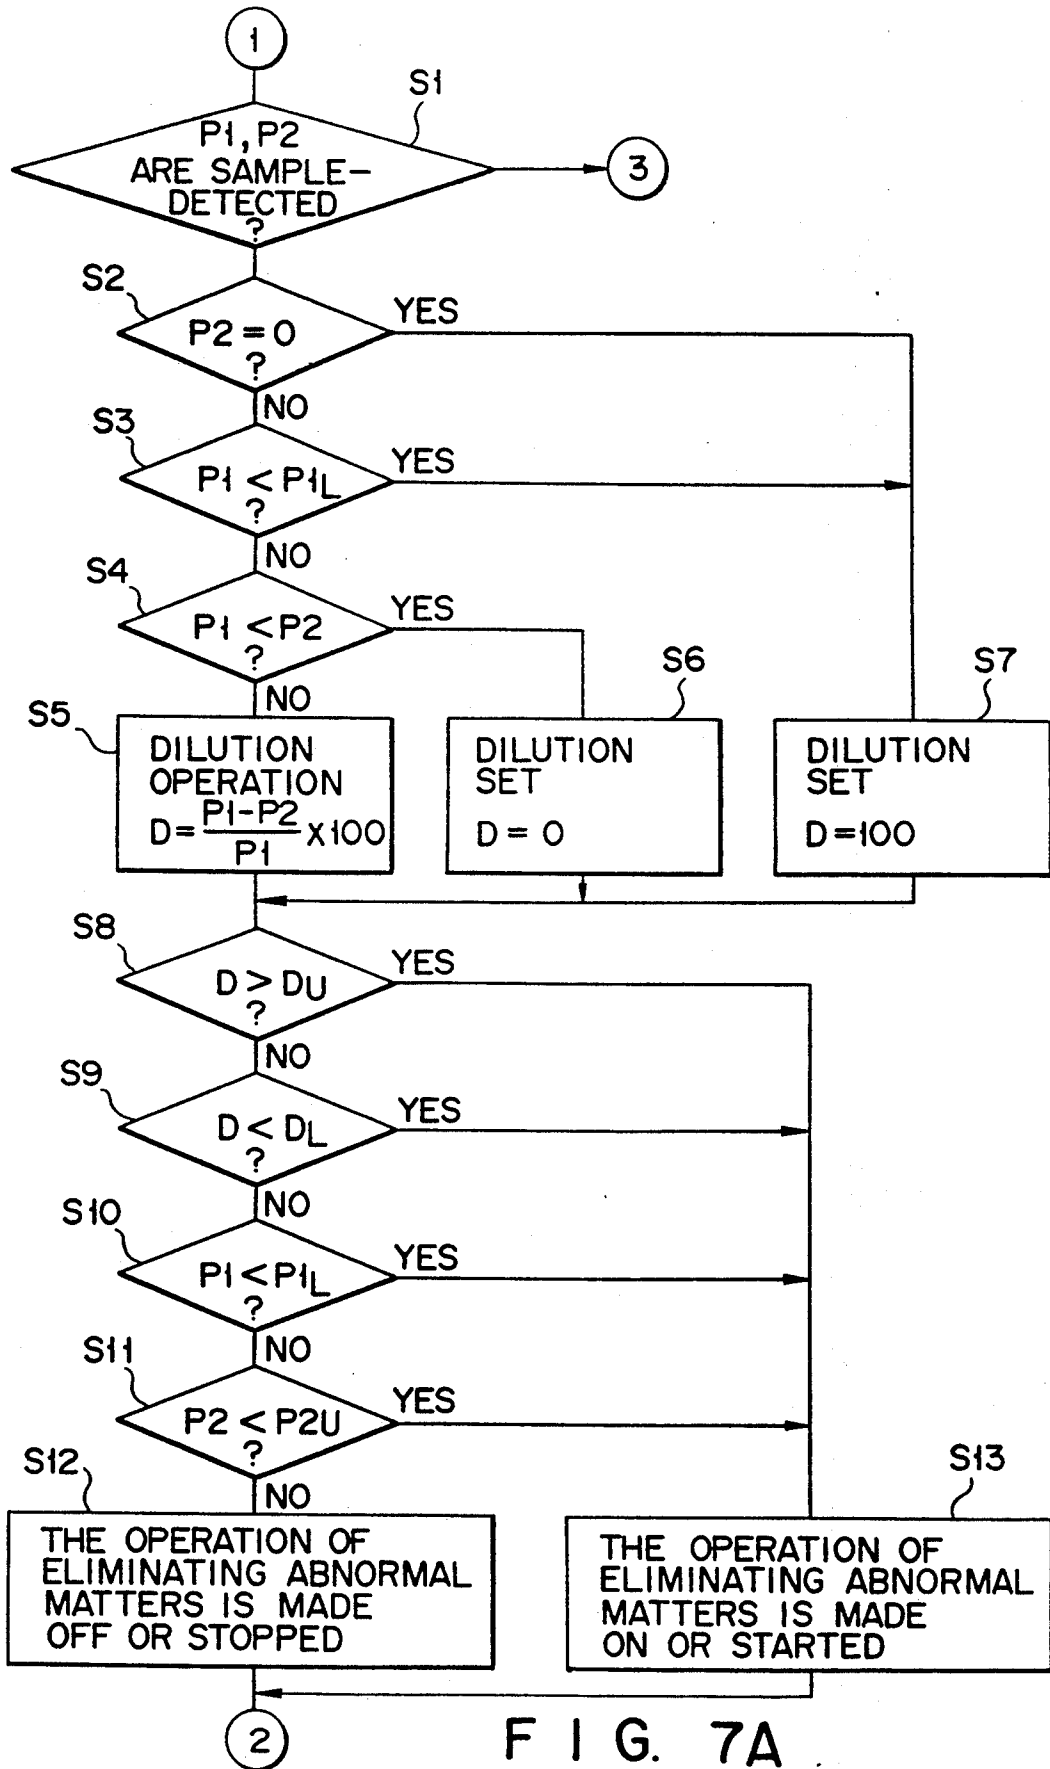 1
S1
P1, P2
ARE SAMPLE-
DETECTED
?
3
S2
P2 = 0
?
YES
NO
S3
P1 < P1L
?
YES
NO
S4
P1 < P2
?
YES
NO
S5
DILUTION
OPERATION
D = P1-P2 / P1 X 100
S6
DILUTION
SET
D = 0
S7
DILUTION
SET
D = 100
S8
D > DU
?
YES
NO
S9
D < DL
?
YES
NO
S10
P1 < P1L
?
YES
NO
S11
P2 < P2U
?
YES
NO
S12
THE OPERATION OF
ELIMINATING ABNORMAL
MATTERS IS MADE
OFF OR STOPPED
S13
THE OPERATION OF
ELIMINATING ABNORMAL
MATTERS IS MADE
ON OR STARTED
2
FIG. 7A